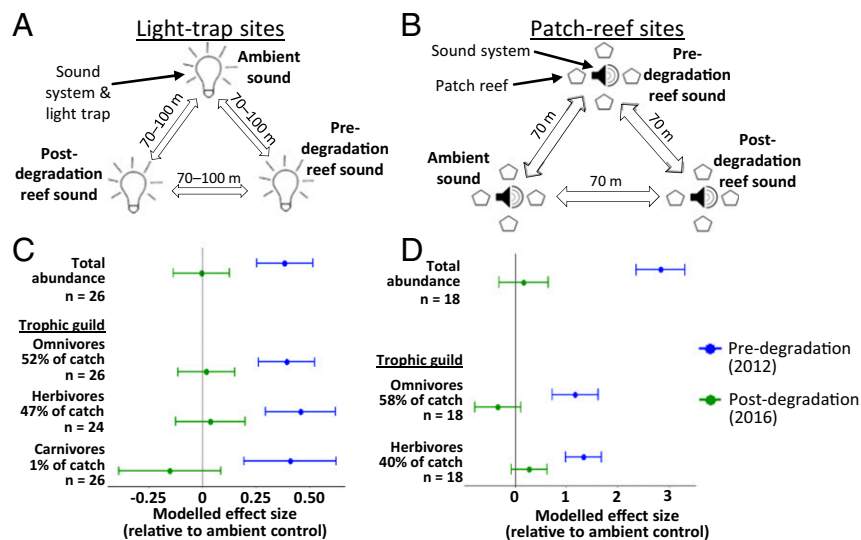 A
Light-trap sites
Ambient
sound
Sound
system &
light trap
70–100 m
70–100 m
Pre-
degradation
reef sound
Post-
degradation
reef sound
70–100 m
B
Patch-reef sites
Sound system
Patch reef
Pre-
degradation
reef sound
70 m
70 m
Ambient
sound
Post-
degradation
reef sound
70 m
C
Total
abundance
n = 26
Trophic guild
Omnivores
52% of catch
n = 26
Herbivores
47% of catch
n = 24
Carnivores
1% of catch
n = 26
-0.25 0 0.25 0.50
Modelled effect size
(relative to ambient control)
D
Total
abundance
n = 18
Trophic guild
Omnivores
58% of catch
n = 18
Herbivores
40% of catch
n = 18
0 1 2 3
Modelled effect size
(relative to ambient control)
Pre-degradation
(2012)
Post-degradation
(2016)